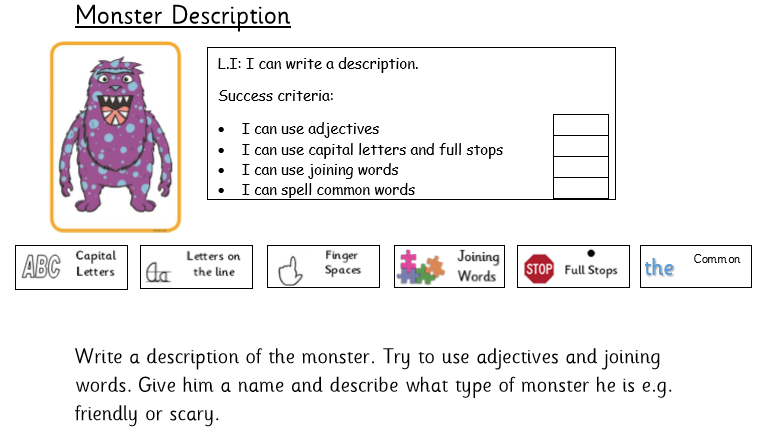 Monster Description
L.I: I can write a description.
Success criteria:
• I can use adjectives
• I can use capital letters and full stops
• I can use joining words
• I can spell common words
ABC Capital
Letters
a Letters on
the line
Finger
Spaces
Joining
Words
STOP Full Stops
the Common
Write a description of the monster. Try to use adjectives and joining
words. Give him a name and describe what type of monster he is e.g.
friendly or scary.